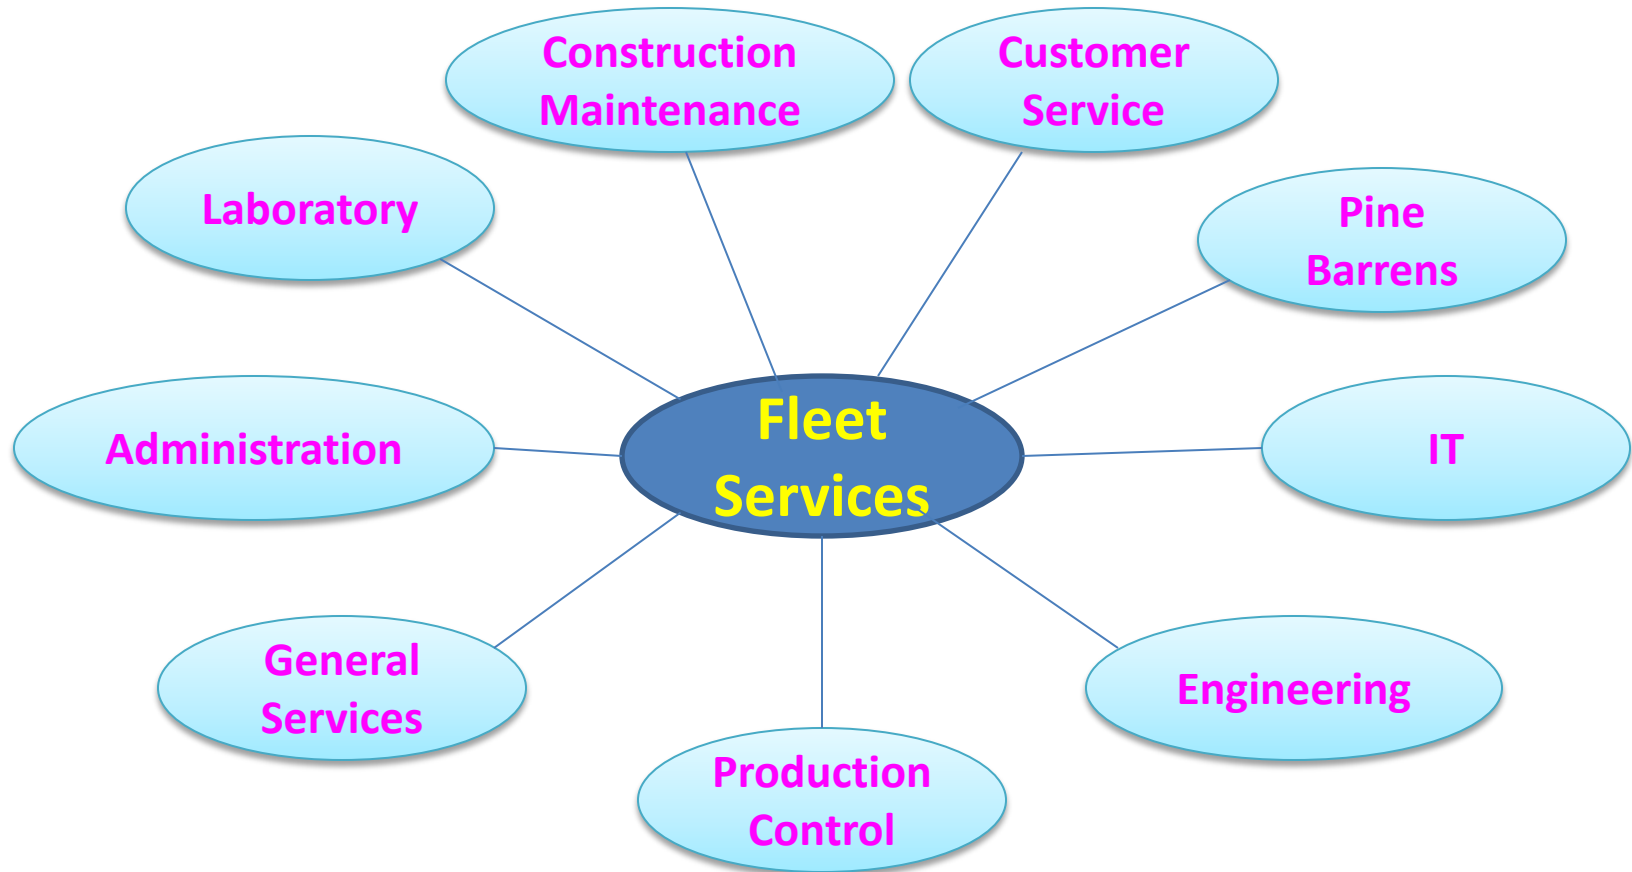 Construction
Maintenance
Customer
Service
Laboratory
Pine
Barrens
Administration
Fleet
Services
IT
General
Services
Engineering
Production
Control